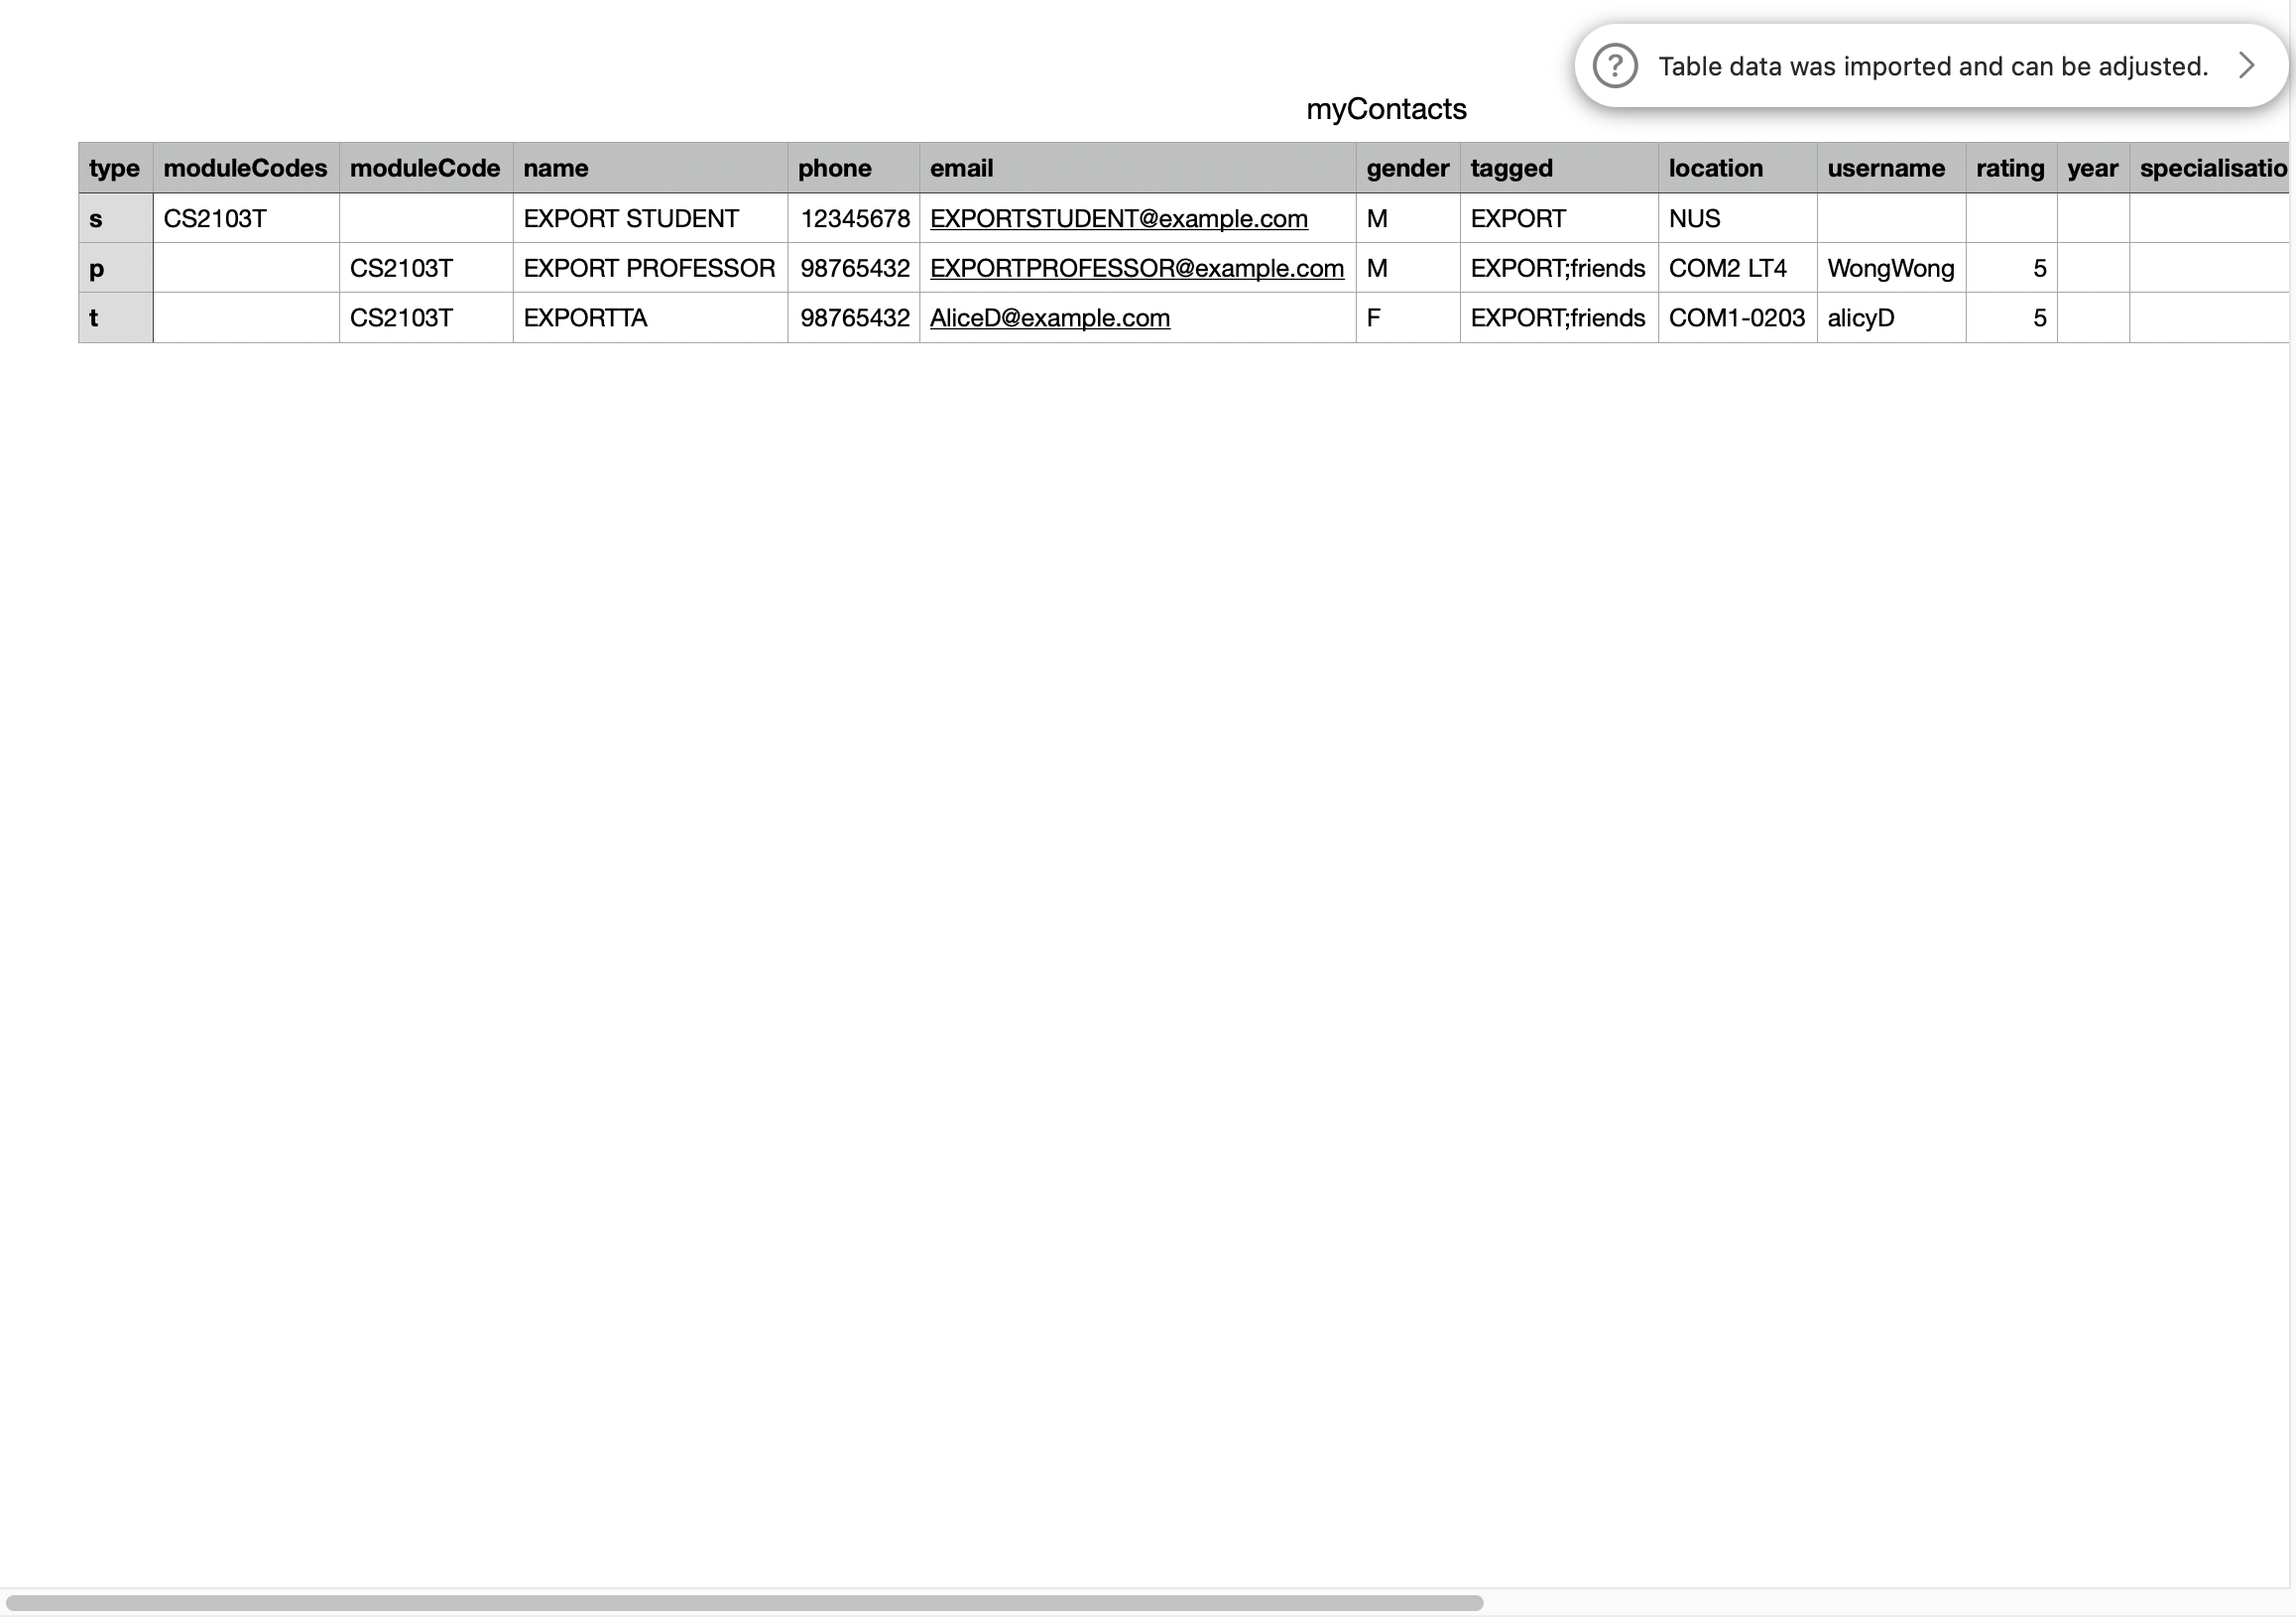 Table data was imported and can be adjusted.
myContacts
type moduleCodes moduleCode name phone email gender tagged location username rating year specialisatio
s CS2103T EXPORT STUDENT 12345678 EXPORTSTUDENT@example.com M EXPORT NUS
p CS2103T EXPORT PROFESSOR 98765432 EXPORTPROFESSOR@example.com M EXPORT;friends COM2 LT4 WongWong 5
t CS2103T EXPORTTA 98765432 AliceD@example.com F EXPORT;friends COM1-0203 alicyD 5